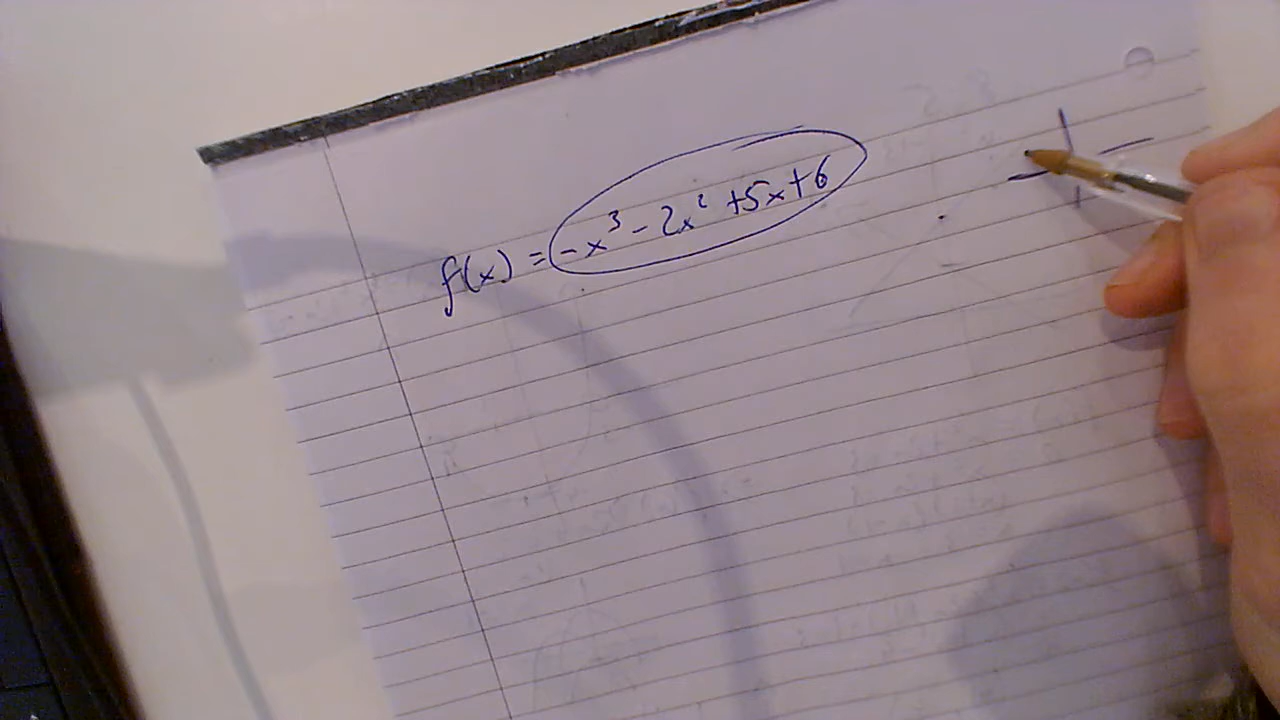 f(x) = -x³ - 2x² + 5x + 6